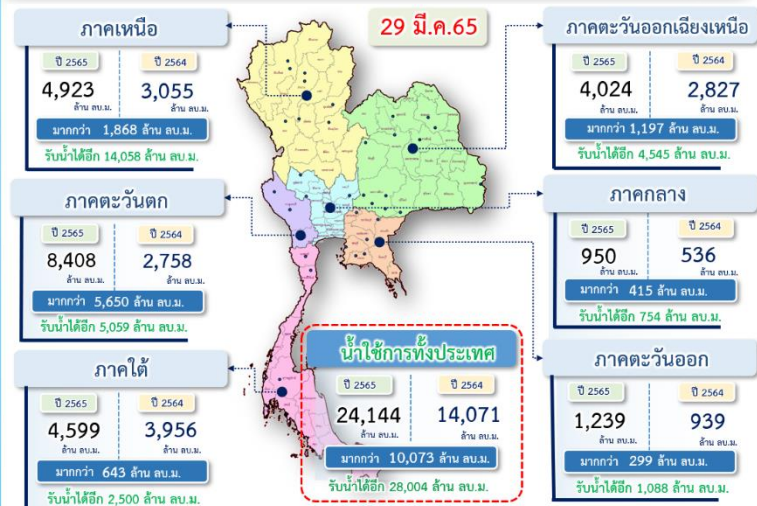 29 มี.ค.65
ภาคเหนือ
ปี 2565 ปี 2564
4,923 3,055
ล้าน ลบ.ม. ล้าน ลบ.ม.
มากกว่า 1,868 ล้าน ลบ.ม.
รับน้ำได้อีก 14,058 ล้าน ลบ.ม.
ภาคตะวันออกเฉียงเหนือ
ปี 2565 ปี 2564
4,024 2,827
ล้าน ลบ.ม. ล้าน ลบ.ม.
มากกว่า 1,197 ล้าน ลบ.ม.
รับน้ำได้อีก 4,545 ล้าน ลบ.ม.
ภาคตะวันตก
ปี 2565 ปี 2564
8,408 2,758
ล้าน ลบ.ม. ล้าน ลบ.ม.
มากกว่า 5,650 ล้าน ลบ.ม.
รับน้ำได้อีก 5,059 ล้าน ลบ.ม.
ภาคกลาง
ปี 2565 ปี 2564
950 536
ล้าน ลบ.ม. ล้าน ลบ.ม.
มากกว่า 415 ล้าน ลบ.ม.
รับน้ำได้อีก 754 ล้าน ลบ.ม.
ภาคใต้
ปี 2565 ปี 2564
4,599 3,956
ล้าน ลบ.ม. ล้าน ลบ.ม.
มากกว่า 643 ล้าน ลบ.ม.
รับน้ำได้อีก 2,500 ล้าน ลบ.ม.
น้ำใช้การทั้งประเทศ
ปี 2565 ปี 2564
24,144 14,071
ล้าน ลบ.ม. ล้าน ลบ.ม.
มากกว่า 10,073 ล้าน ลบ.ม.
รับน้ำได้อีก 28,004 ล้าน ลบ.ม.
ภาคตะวันออก
ปี 2565 ปี 2564
1,239 939
ล้าน ลบ.ม. ล้าน ลบ.ม.
มากกว่า 299 ล้าน ลบ.ม.
รับน้ำได้อีก 1,088 ล้าน ลบ.ม.